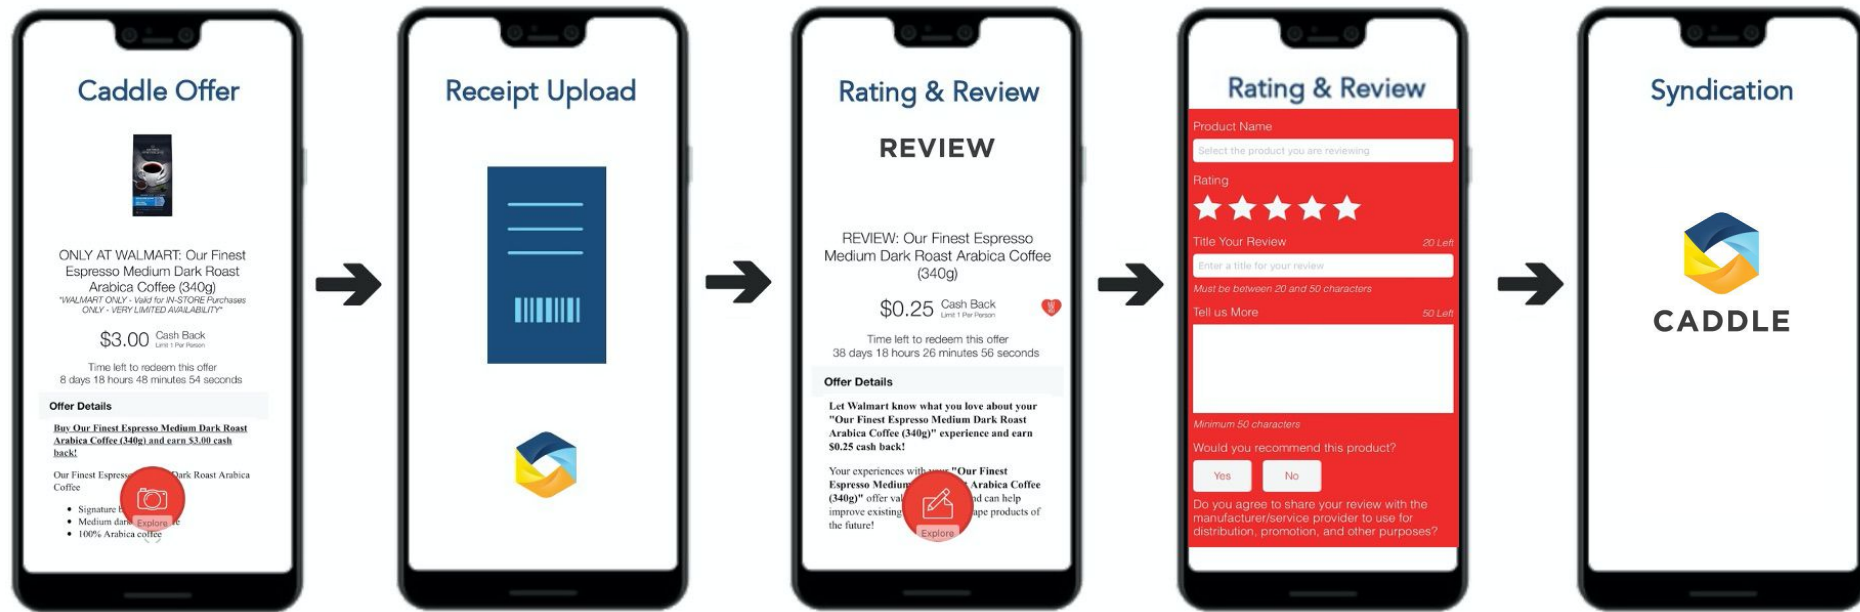 Caddle Offer
ONLY AT WALMART: Our Finest
Espresso Medium Dark Roast
Arabica Coffee (340g)
*WALMART ONLY - Valid for IN-STORE Purchases
ONLY - VERY LIMITED AVAILABILITY*
$3.00 Cash Back
Limit 1 Per Person
Time left to redeem this offer
8 days 18 hours 48 minutes 54 seconds
Offer Details
Buy Our Finest Espresso Medium Dark Roast
Arabica Coffee (340g) and earn $3.00 cash
back!
Our Finest Espresso Dark Roast Arabica
Coffee
• Signature
• Medium dark
• 100% Arabica coffee
Explore
Receipt Upload
Rating & Review
REVIEW
REVIEW: Our Finest Espresso
Medium Dark Roast Arabica Coffee
(340g)
$0.25 Cash Back
Limit 1 Per Person
Time left to redeem this offer
38 days 18 hours 26 minutes 56 seconds
Offer Details
Let Walmart know what you love about your
"Our Finest Espresso Medium Dark Roast
Arabica Coffee (340g)" experience and earn
$0.25 cash back!
Your experiences with your "Our Finest
Espresso Medium Arabica Coffee
(340g)" offer and can help
improve existing products of
the future!
Explore
Rating & Review
Product Name
Select the product you are reviewing
Rating
Title Your Review 20 Left
Enter a title for your review
Must be between 20 and 50 characters
Tell us More 50 Left
Minimum 50 characters
Would you recommend this product?
Yes No
Do you agree to share your review with the
manufacturer/service provider to use for
distribution, promotion, and other purposes?
Syndication
CADDLE